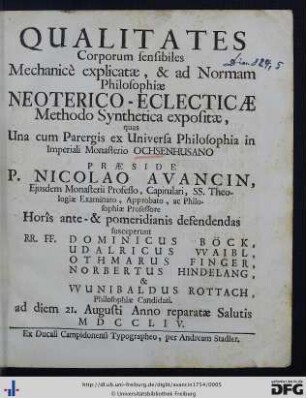 QUALITATES
Corporum sensibiles
Mechanicè explicatæ, & ad Normam
Philosophiæ
NEOTERICO-ECLECTICÆ
Methodo Synthetica expositæ,
quas
Una cum Parergis ex Universa Philosophia in
Imperiali Monasterio OCHSENHUSANO
PRÆSIDE
P. NICOLAO AVANCIN,
Ejusdem Monasterii Professo, Capitulari, SS. Theo-
logiæ Examinato, Approbato, ac Philo-
sophiæ Professore
Horis ante- & pomeridianis defendendas
susceperunt
RR. FF. DOMINICUS BÖCK,
UDALRICUS WAIBL,
OTHMARUS FINGER,
NORBERTUS HINDELANG,
&
WUNIBALDUS ROTTACH,
Philosophiæ Candidati.
ad diem 21. Augusti Anno reparatæ Salutis
MDCCLIV.
Ex Ducali Campidonensi Typographeo, per Andream Stadler.
http://dl.ub.uni-freiburg.de/diglit/avancin1754/0005
© Universitätsbibliothek Freiburg
DFG